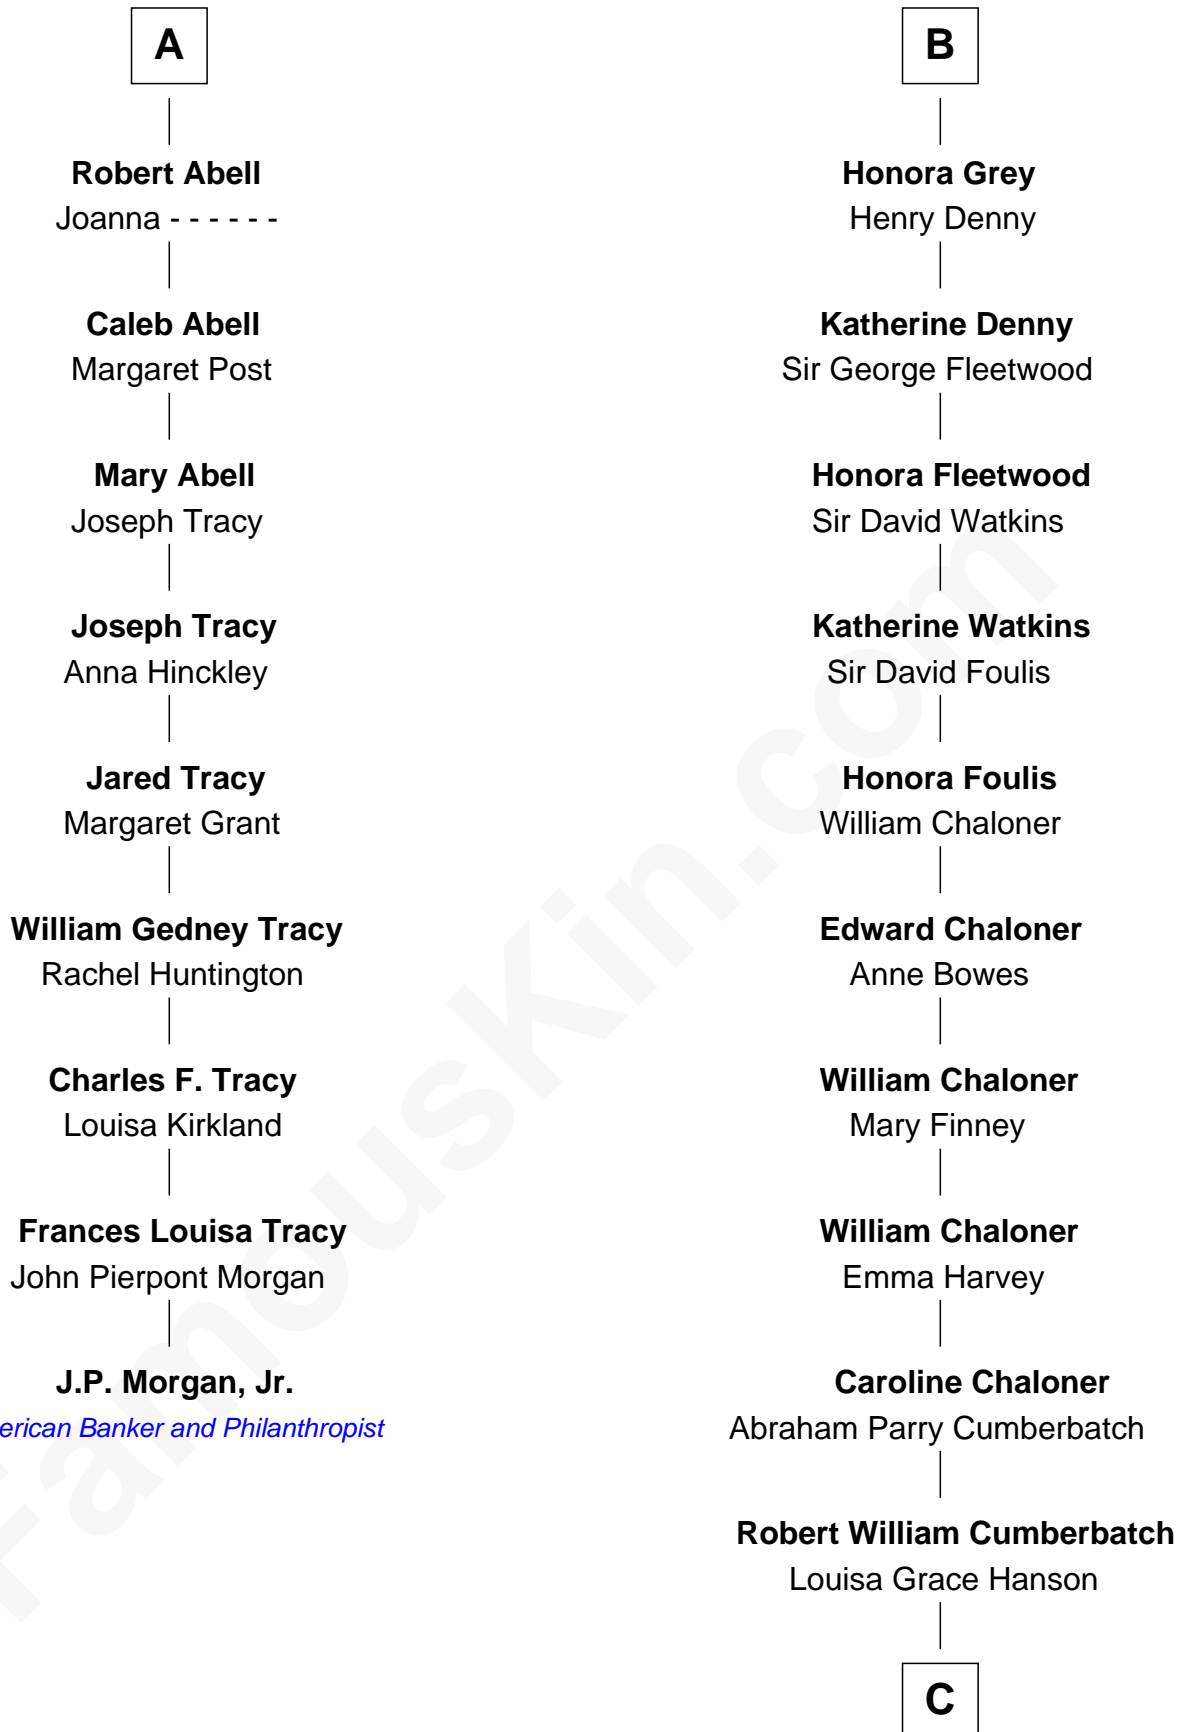 A
Robert Abell
Joanna - - - - - -
Caleb Abell
Margaret Post
Mary Abell
Joseph Tracy
Joseph Tracy
Anna Hinckley
Jared Tracy
Margaret Grant
William Gedney Tracy
Rachel Huntington
Charles F. Tracy
Louisa Kirkland
Frances Louisa Tracy
John Pierpont Morgan
J.P. Morgan, Jr.
erican Banker and Philanthropist
B
Honora Grey
Henry Denny
Katherine Denny
Sir George Fleetwood
Honora Fleetwood
Sir David Watkins
Katherine Watkins
Sir David Foulis
Honora Foulis
William Chaloner
Edward Chaloner
Anne Bowes
William Chaloner
Mary Finney
William Chaloner
Emma Harvey
Caroline Chaloner
Abraham Parry Cumberbatch
Robert William Cumberbatch
Louisa Grace Hanson
C
FamousKin.com